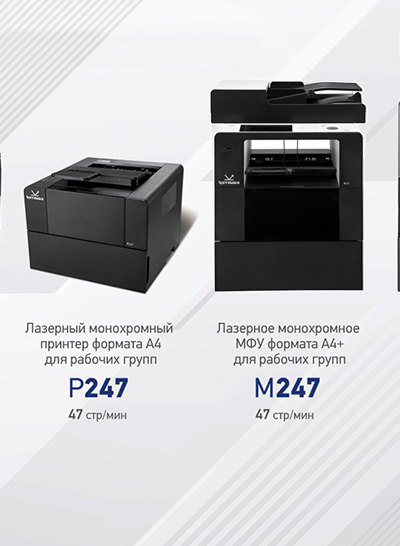 Лазерный монохромный
принтер формата А4
для рабочих групп
P247
47 стр/мин
Лазерное монохромное
МФУ формата А4+
для рабочих групп
M247
47 стр/мин